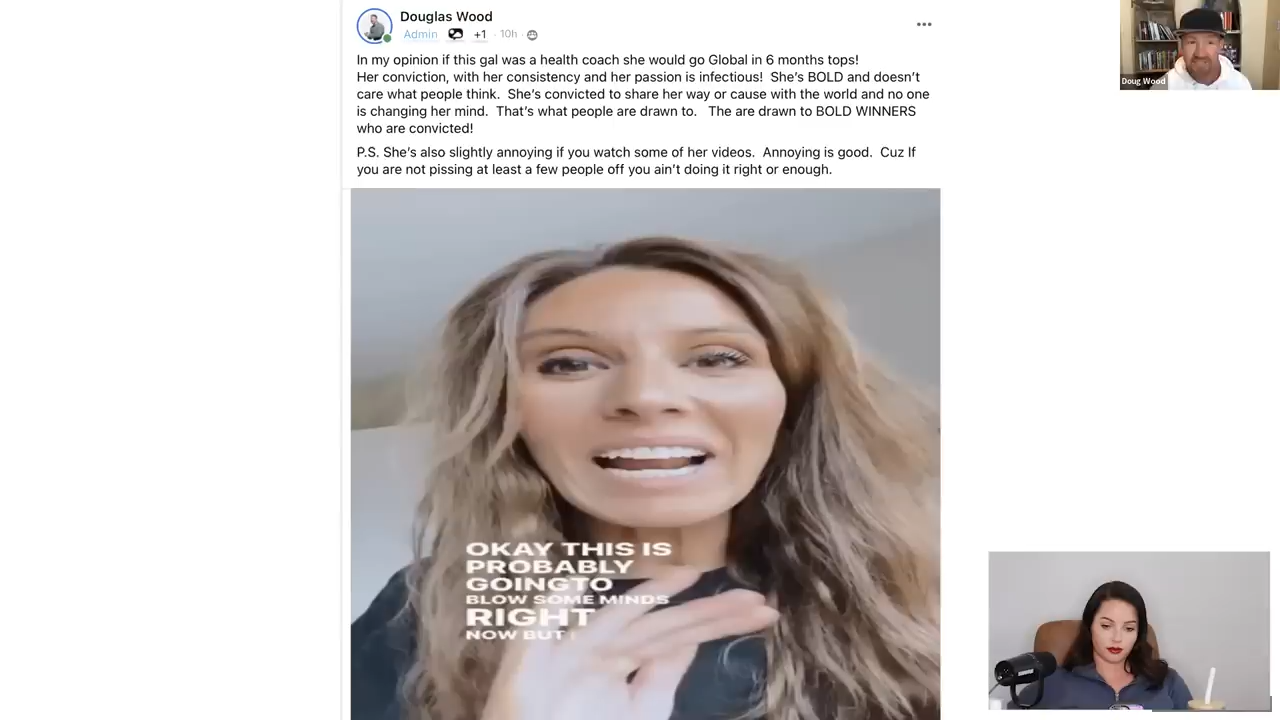 Douglas Wood
Admin +1 · 10h ·
In my opinion if this gal was a health coach she would go Global in 6 months tops!
Her conviction, with her consistency and her passion is infectious! She's BOLD and doesn't
care what people think. She's convicted to share her way or cause with the world and no one
is changing her mind. That's what people are drawn to. The are drawn to BOLD WINNERS
who are convicted!
P.S. She's also slightly annoying if you watch some of her videos. Annoying is good. Cuz If
you are not pissing at least a few people off you ain't doing it right or enough.
OKAY THIS IS
PROBABLY
GOINGTO
BLOW SOME MINDS
RIGHT
NOW BUT I
Doug Wood